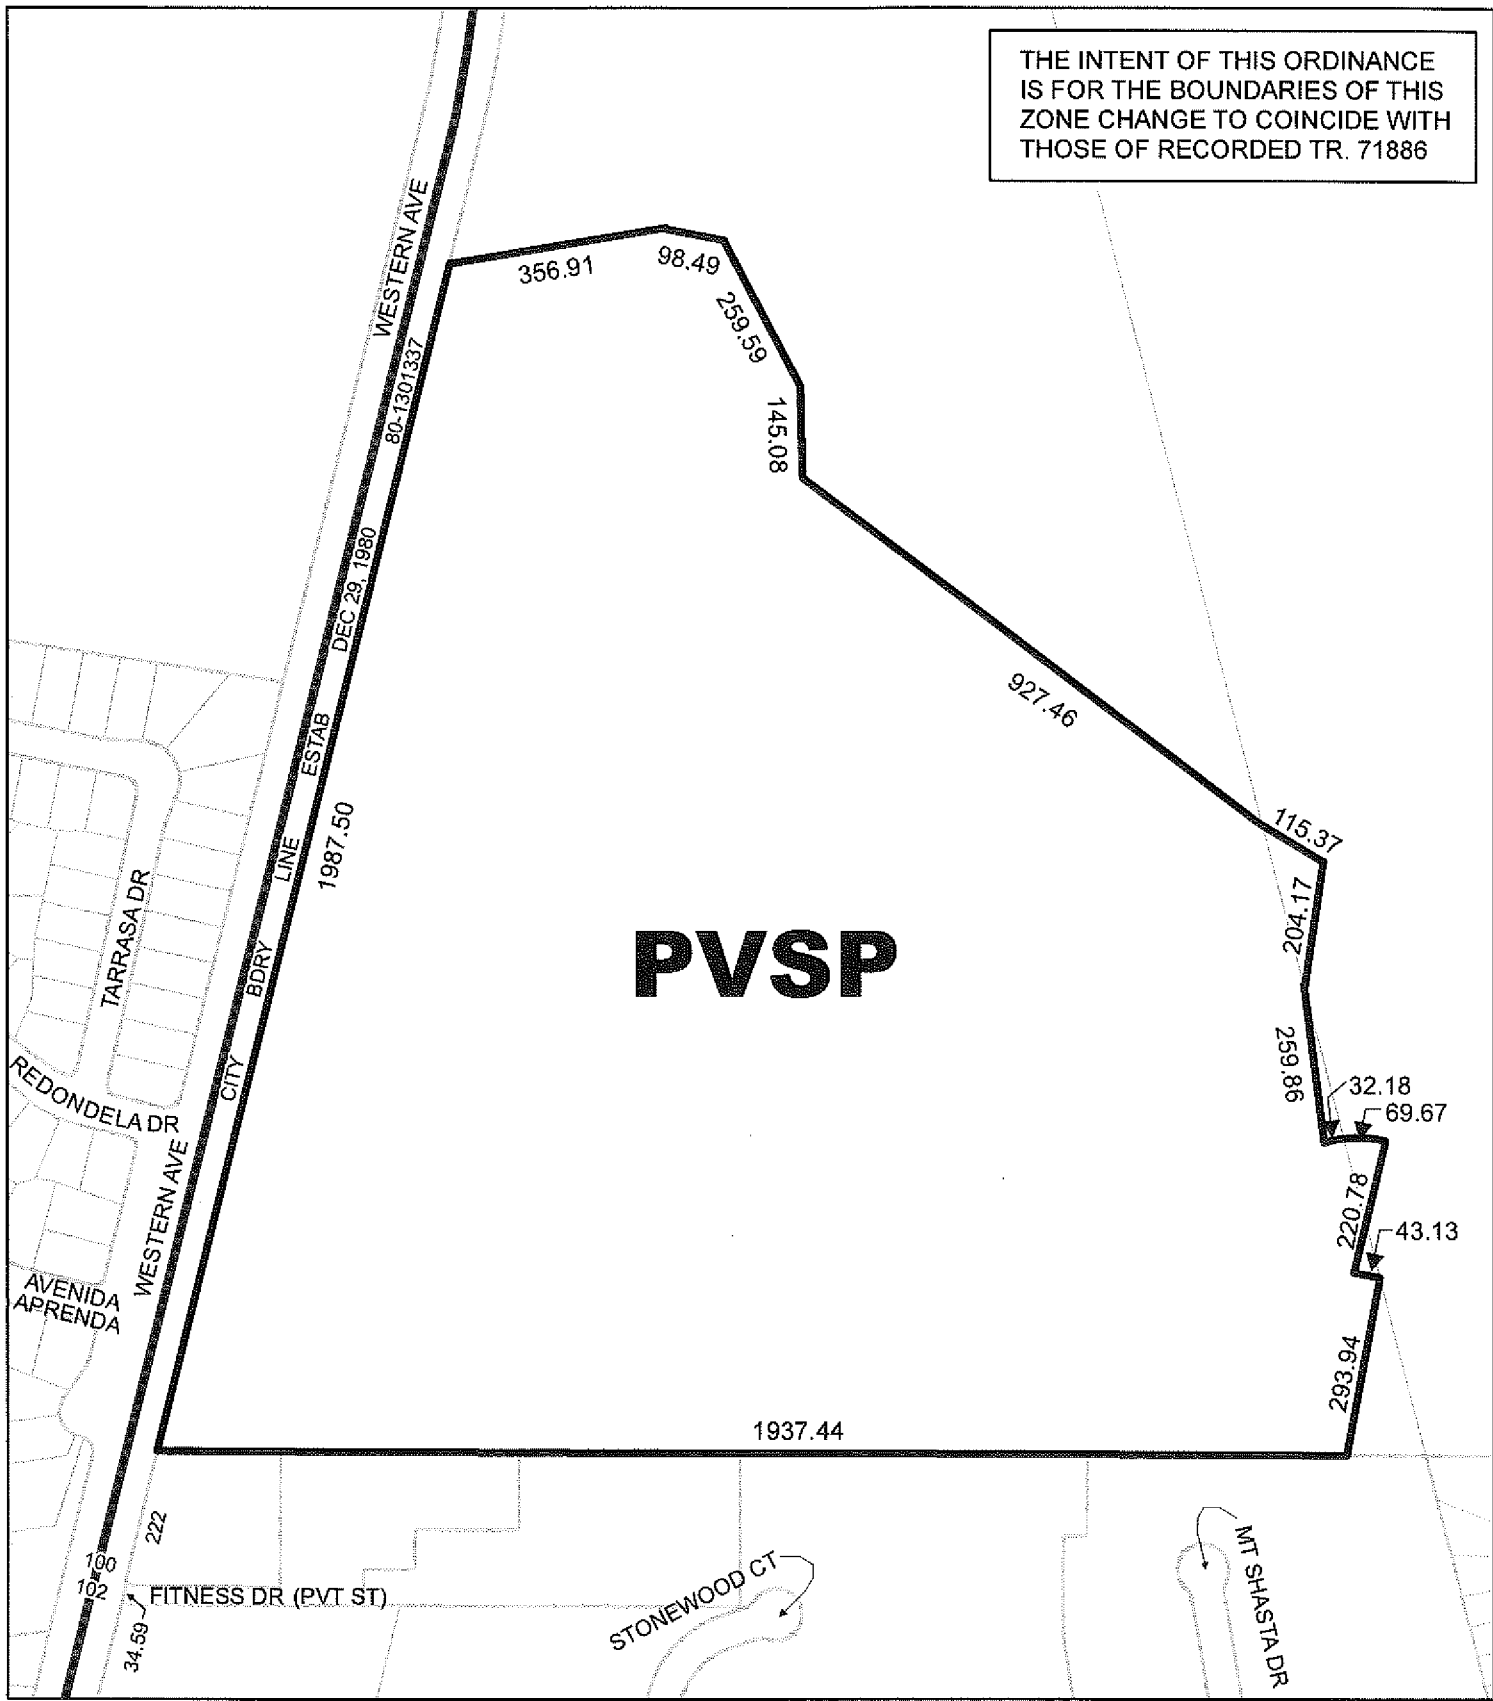 THE INTENT OF THIS ORDINANCE
IS FOR THE BOUNDARIES OF THIS
ZONE CHANGE TO COINCIDE WITH
THOSE OF RECORDED TR. 71886
WESTERN AVE
356.91
98.49
259.59
145.08
80-1301337
DEC 29, 1980
927.46
ESTAB
115.37
LINE
1987.50
204.17
TARRASA DR
PVSP
BDRY
259.86
CITY
32.18
69.67
REDONDELA DR
WESTERN AVE
220.78
43.13
AVENIDA
APRENDA
293.94
1937.44
222
100
102
FITNESS DR (PVT ST)
34.59
STONEWOOD CT
MT SHASTA DR